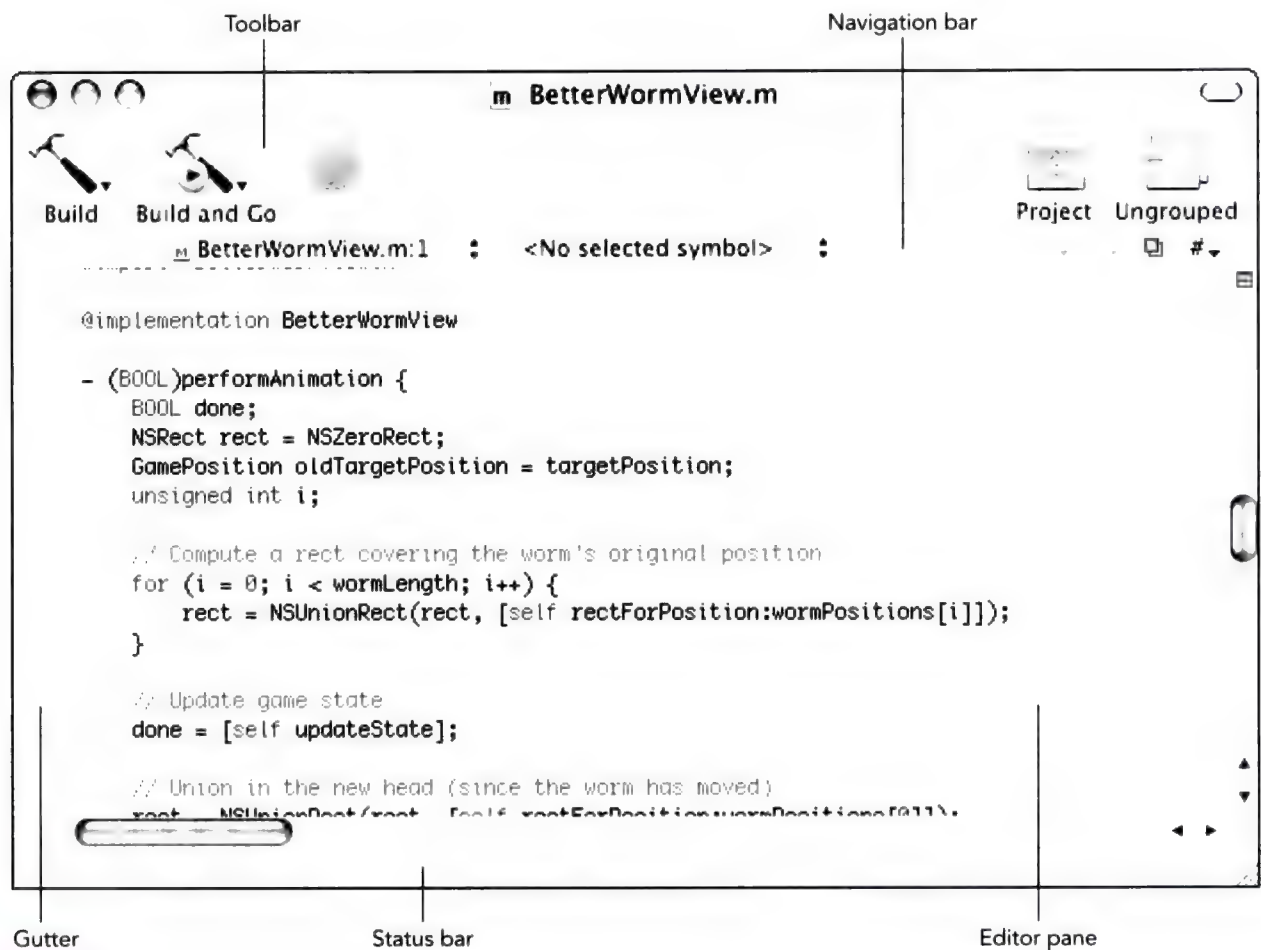 Toolbar Navigation bar
m BetterWormView.m
Build Build and Go Project Ungrouped
M BetterWormView.m:1 <No selected symbol> #
@implementation BetterWormView
- (BOOL)performAnimation {
BOOL done;
NSRect rect = NSZeroRect;
GamePosition oldTargetPosition = targetPosition;
unsigned int i;
// Compute a rect covering the worm's original position
for (i = 0; i < wormLength; i++) {
rect = NSUnionRect(rect, [self rectForPosition:wormPositions[i]]);
}
// Update game state
done = [self updateState];
// Union in the new head (since the worm has moved)
Gutter Status bar Editor pane